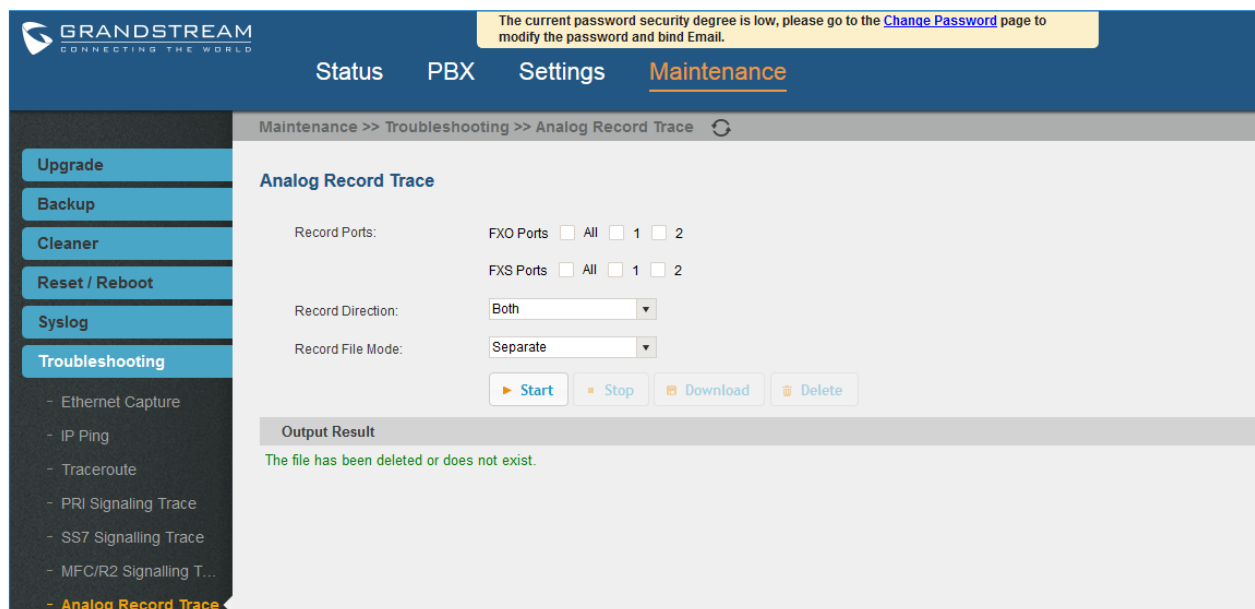 GRANDSTREAM
CONNECTING THE WORLD
The current password security degree is low, please go to the Change Password page to
modify the password and bind Email.
Status PBX Settings Maintenance
Maintenance >> Troubleshooting >> Analog Record Trace
Upgrade
Backup
Cleaner
Reset / Reboot
Syslog
Troubleshooting
- Ethernet Capture
- IP Ping
- Traceroute
- PRI Signaling Trace
- SS7 Signalling Trace
- MFC/R2 Signalling T...
- Analog Record Trace
Analog Record Trace
Record Ports: FXO Ports All 1 2
FXS Ports All 1 2
Record Direction: Both
Record File Mode: Separate
Start Stop Download Delete
Output Result
The file has been deleted or does not exist.